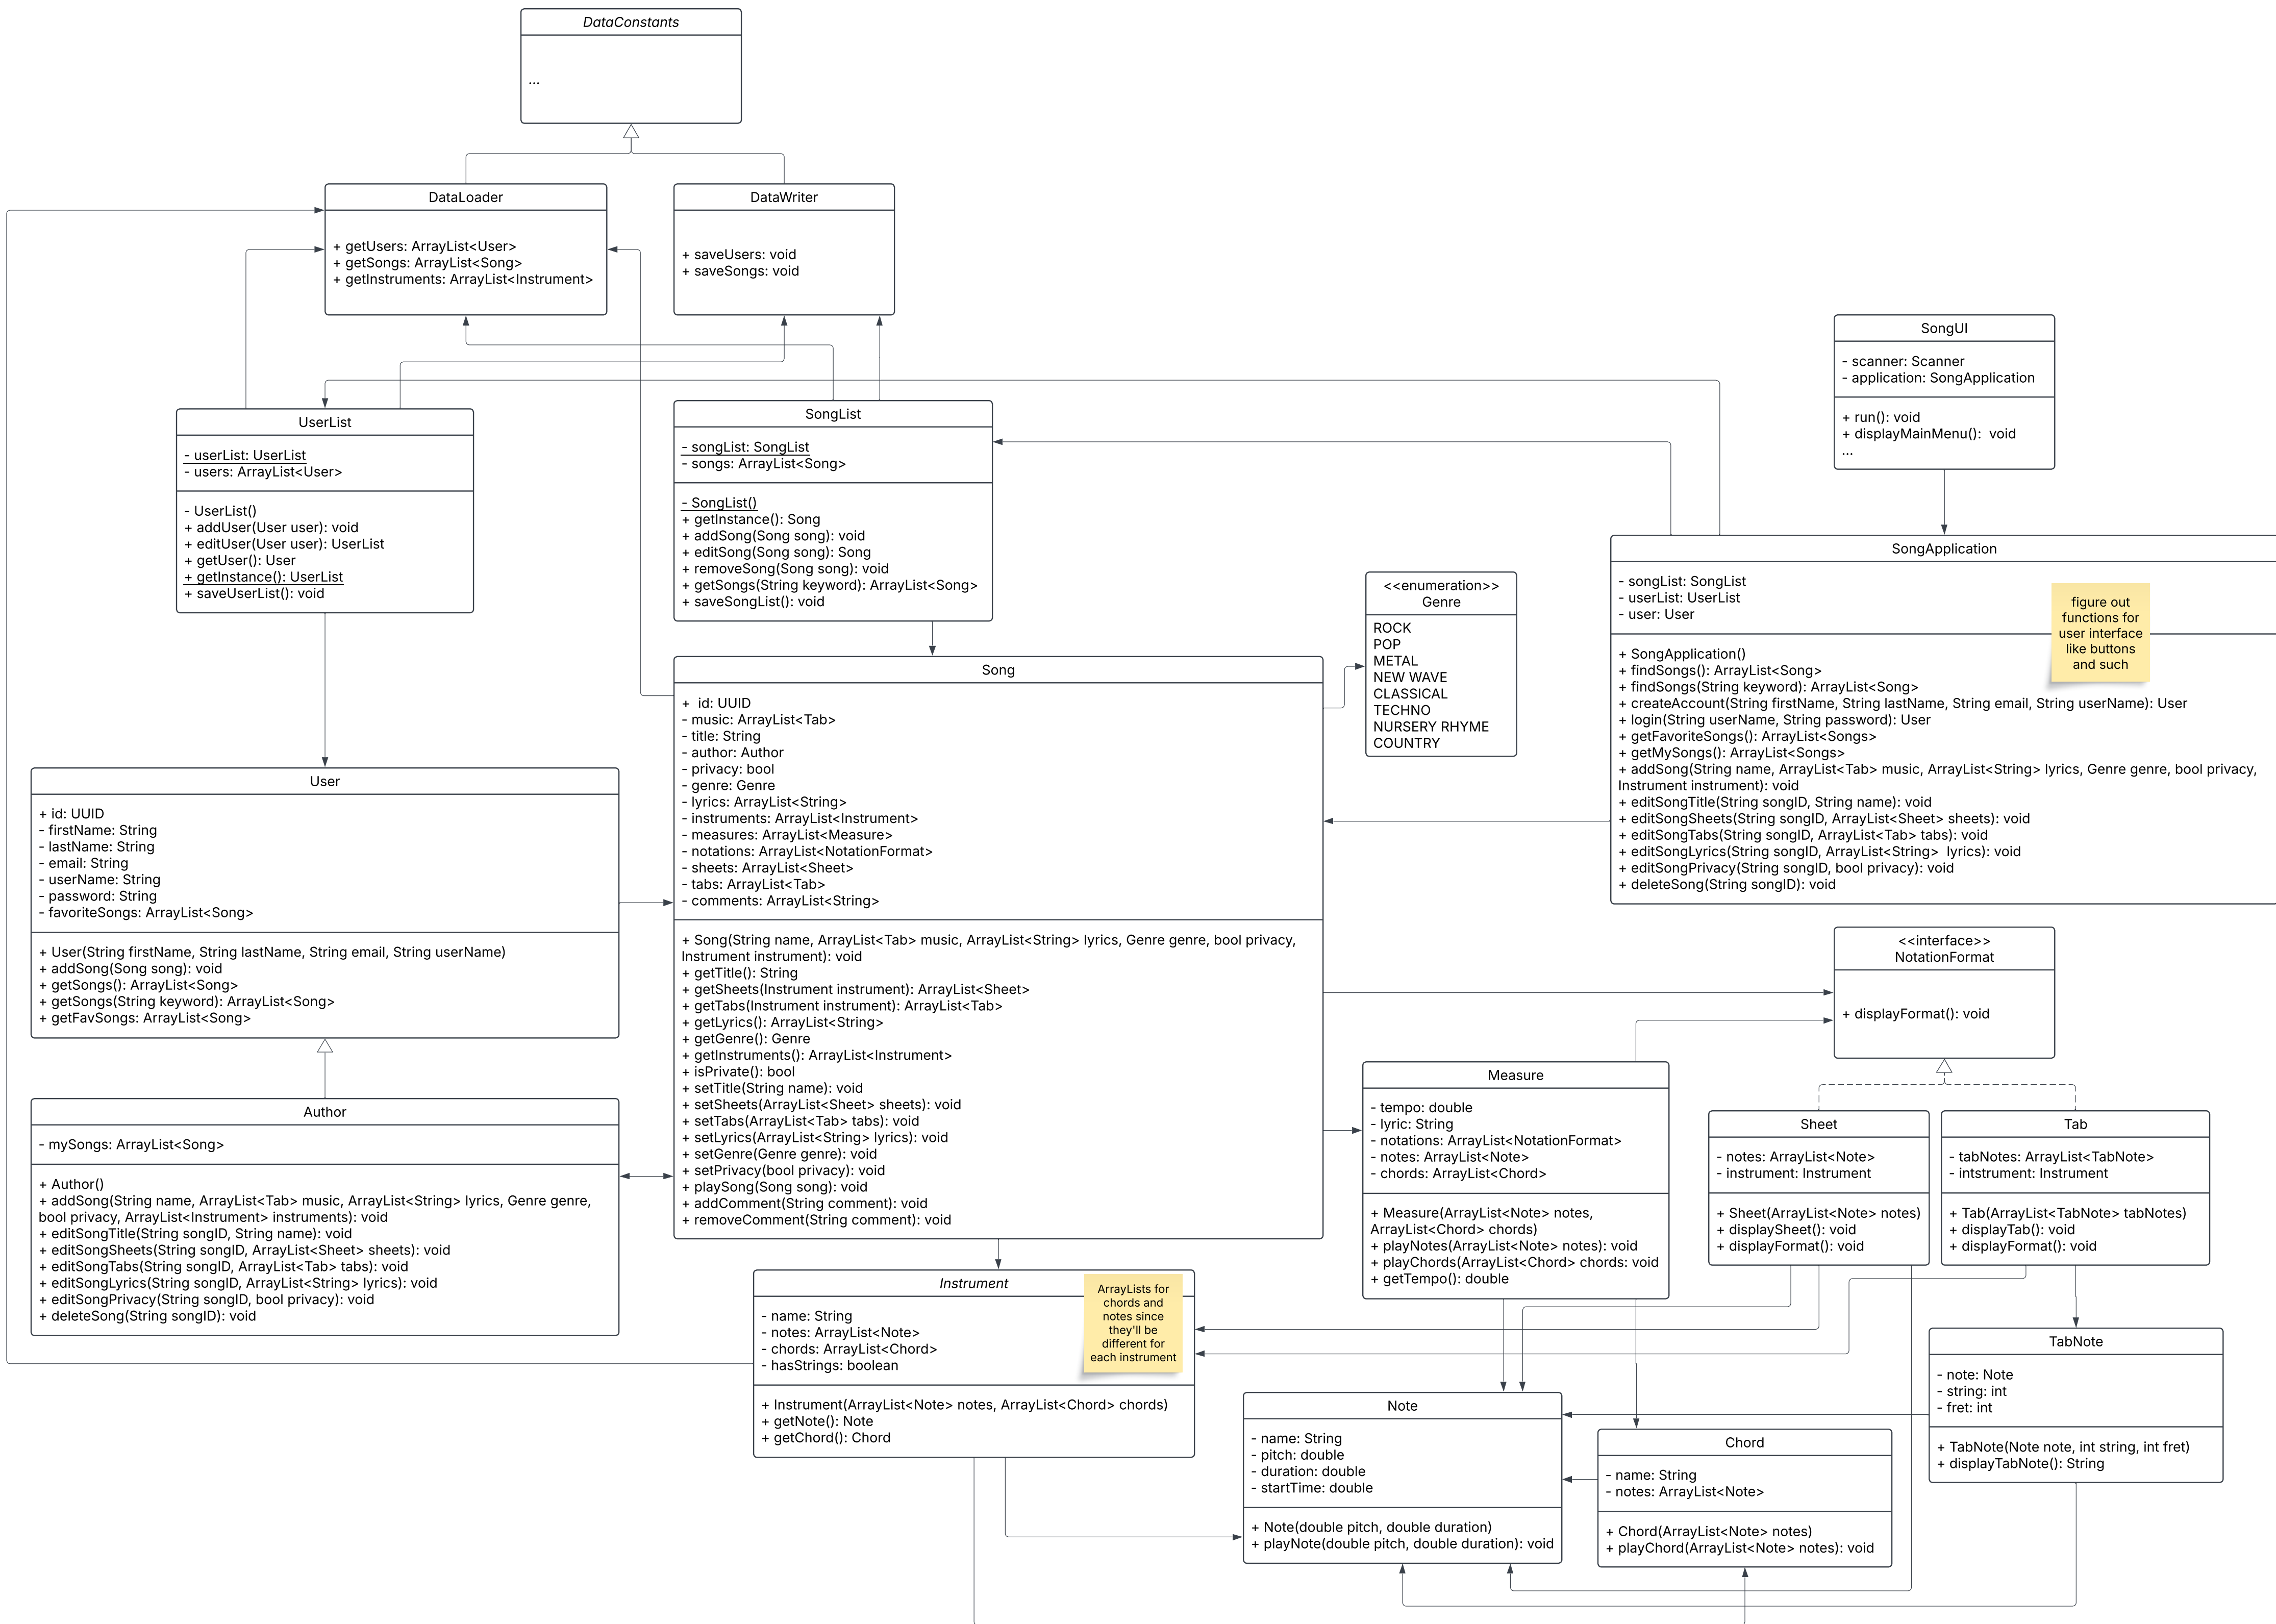 DataConstants
...
DataLoader
+ getUsers: ArrayList<User>
+ getSongs: ArrayList<Song>
+ getInstruments: ArrayList<Instrument>
DataWriter
+ saveUsers: void
+ saveSongs: void
SongUI
- scanner: Scanner
- application: SongApplication
+ run(): void
+ displayMainMenu():  void
...
UserList
- userList: UserList
- users: ArrayList<User>
- UserList()
+ addUser(User user): void
+ editUser(User user): UserList
+ getUser(): User
+ getInstance(): UserList
+ saveUserList(): void
SongList
- songList: SongList
- songs: ArrayList<Song>
- SongList()
+ getInstance(): Song
+ addSong(Song song): void
+ editSong(Song song): Song
+ removeSong(Song song): void
+ getSongs(String keyword): ArrayList<Song>
+ saveSongList(): void
<<enumeration>>
Genre
ROCK
POP
METAL
NEW WAVE
CLASSICAL
TECHNO
NURSERY RHYME
COUNTRY
SongApplication
- songList: SongList
- userList: UserList
- user: User
figure out
functions for
user interface
like buttons
and such
+ SongApplication()
+ findSongs(): ArrayList<Song>
+ findSongs(String keyword): ArrayList<Song>
+ createAccount(String firstName, String lastName, String email, String userName): User
+ login(String userName, String password): User
+ getFavoriteSongs(): ArrayList<Songs>
+ getMySongs(): ArrayList<Songs>
+ addSong(String name, ArrayList<Tab> music, ArrayList<String> lyrics, Genre genre, bool privacy,
Instrument instrument): void
+ editSongTitle(String songID, String name): void
+ editSongSheets(String songID, ArrayList<Sheet> sheets): void
+ editSongTabs(String songID, ArrayList<Tab> tabs): void
+ editSongLyrics(String songID, ArrayList<String>  lyrics): void
+ editSongPrivacy(String songID, bool privacy): void
+ deleteSong(String songID): void
Song
+  id: UUID
- music: ArrayList<Tab>
- title: String
- author: Author
- privacy: bool
- genre: Genre
- lyrics: ArrayList<String>
- instruments: ArrayList<Instrument>
- measures: ArrayList<Measure>
- notations: ArrayList<NotationFormat>
- sheets: ArrayList<Sheet>
- tabs: ArrayList<Tab>
- comments: ArrayList<String>
+ Song(String name, ArrayList<Tab> music, ArrayList<String> lyrics, Genre genre, bool privacy,
Instrument instrument): void
+ getTitle(): String
+ getSheets(Instrument instrument): ArrayList<Sheet>
+ getTabs(Instrument instrument): ArrayList<Tab>
+ getLyrics(): ArrayList<String>
+ getGenre(): Genre
+ getInstruments(): ArrayList<Instrument>
+ isPrivate(): bool
+ setTitle(String name): void
+ setSheets(ArrayList<Sheet> sheets): void
+ setTabs(ArrayList<Tab> tabs): void
+ setLyrics(ArrayList<String> lyrics): void
+ setGenre(Genre genre): void
+ setPrivacy(bool privacy): void
+ playSong(Song song): void
+ addComment(String comment): void
+ removeComment(String comment): void
User
+ id: UUID
- firstName: String
- lastName: String
- email: String
- userName: String
- password: String
- favoriteSongs: ArrayList<Song>
+ User(String firstName, String lastName, String email, String userName)
+ addSong(Song song): void
+ getSongs(): ArrayList<Song>
+ getSongs(String keyword): ArrayList<Song>
+ getFavSongs: ArrayList<Song>
Author
- mySongs: ArrayList<Song>
+ Author()
+ addSong(String name, ArrayList<Tab> music, ArrayList<String> lyrics, Genre genre,
bool privacy, ArrayList<Instrument> instruments): void
+ editSongTitle(String songID, String name): void
+ editSongSheets(String songID, ArrayList<Sheet> sheets): void
+ editSongTabs(String songID, ArrayList<Tab> tabs): void
+ editSongLyrics(String songID, ArrayList<String> lyrics): void
+ editSongPrivacy(String songID, bool privacy): void
+ deleteSong(String songID): void
<<interface>>
NotationFormat
+ displayFormat(): void
Measure
- tempo: double
- lyric: String
- notations: ArrayList<NotationFormat>
- notes: ArrayList<Note>
- chords: ArrayList<Chord>
+ Measure(ArrayList<Note> notes,
ArrayList<Chord> chords)
+ playNotes(ArrayList<Note> notes): void
+ playChords(ArrayList<Chord> chords: void
+ getTempo(): double
Sheet
- notes: ArrayList<Note>
- instrument: Instrument
+ Sheet(ArrayList<Note> notes)
+ displaySheet(): void
+ displayFormat(): void
Tab
- tabNotes: ArrayList<TabNote>
- intstrument: Instrument
+ Tab(ArrayList<TabNote> tabNotes)
+ displayTab(): void
+ displayFormat(): void
Instrument
- name: String
- notes: ArrayList<Note>
- chords: ArrayList<Chord>
- hasStrings: boolean
ArrayLists for
chords and
notes since
they'll be
different for
each instrument
+ Instrument(ArrayList<Note> notes, ArrayList<Chord> chords)
+ getNote(): Note
+ getChord(): Chord
TabNote
- note: Note
- string: int
- fret: int
+ TabNote(Note note, int string, int fret)
+ displayTabNote(): String
Note
- name: String
- pitch: double
- duration: double
- startTime: double
+ Note(double pitch, double duration)
+ playNote(double pitch, double duration): void
Chord
- name: String
- notes: ArrayList<Note>
+ Chord(ArrayList<Note> notes)
+ playChord(ArrayList<Note> notes): void